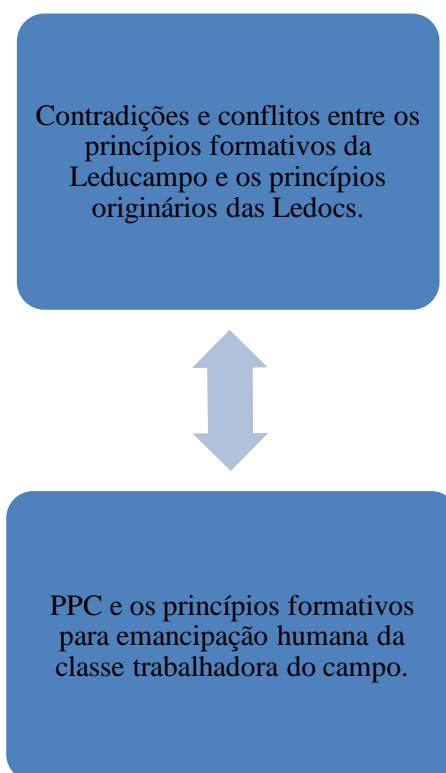 Contradições e conflitos entre os
princípios formativos da
Leducampo e os princípios
originários das Ledocs.
PPC e os princípios formativos
para emancipação humana da
classe trabalhadora do campo.